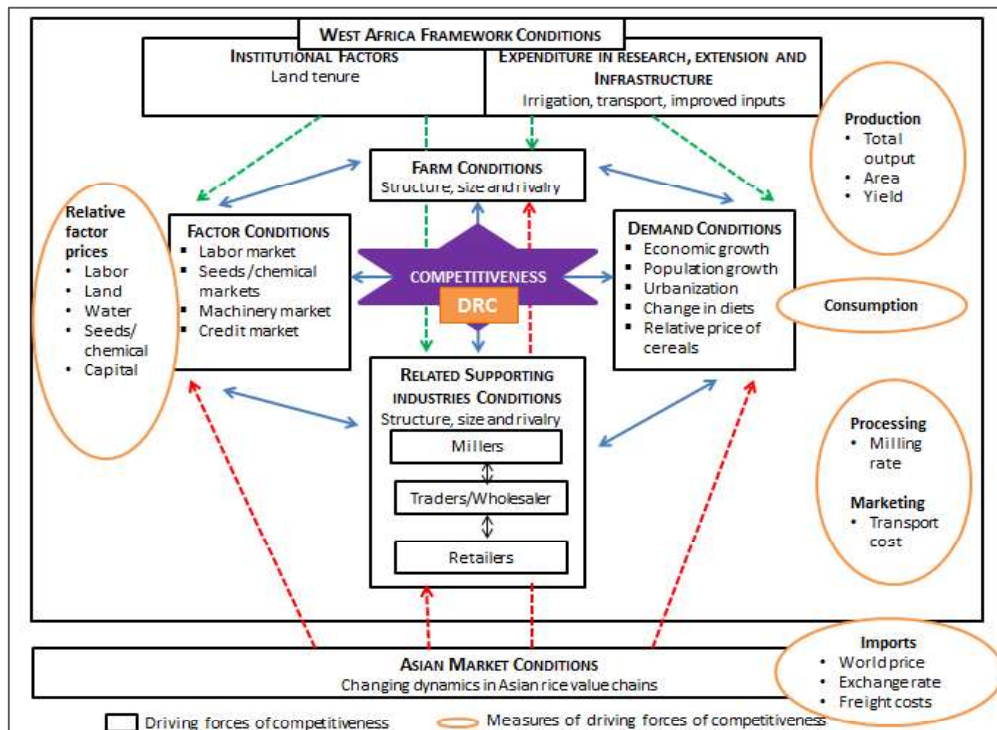 WEST AFRICA FRAMEWORK CONDITIONS
INSTITUTIONAL FACTORS
Land tenure
EXPENDITURE IN RESEARCH, EXTENSION AND
INFRASTRUCTURE
Irrigation, transport, improved inputs
Production
• Total
output
• Area
• Yield
FARM CONDITIONS
Structure, size and rivalry
Relative
factor
prices
• Labor
• Land
• Water
• Seeds/
chemical
• Capital
FACTOR CONDITIONS
▪ Labor market
▪ Seeds/chemical
markets
▪ Machinery market
▪ Credit market
COMPETITIVENESS
DRC
DEMAND CONDITIONS
▪ Economic growth
▪ Population growth
▪ Urbanization
▪ Change in diets
▪ Relative price of
cereals
Consumption
RELATED SUPPORTING
INDUSTRIES CONDITIONS
Structure, size and rivalry
Millers
Traders/Wholesaler
Retailers
Processing
• Milling
rate
Marketing
• Transport
cost
ASIAN MARKET CONDITIONS
Changing dynamics in Asian rice value chains
Imports
• World price
• Exchange rate
• Freight costs
Driving forces of competitiveness
Measures of driving forces of competitiveness